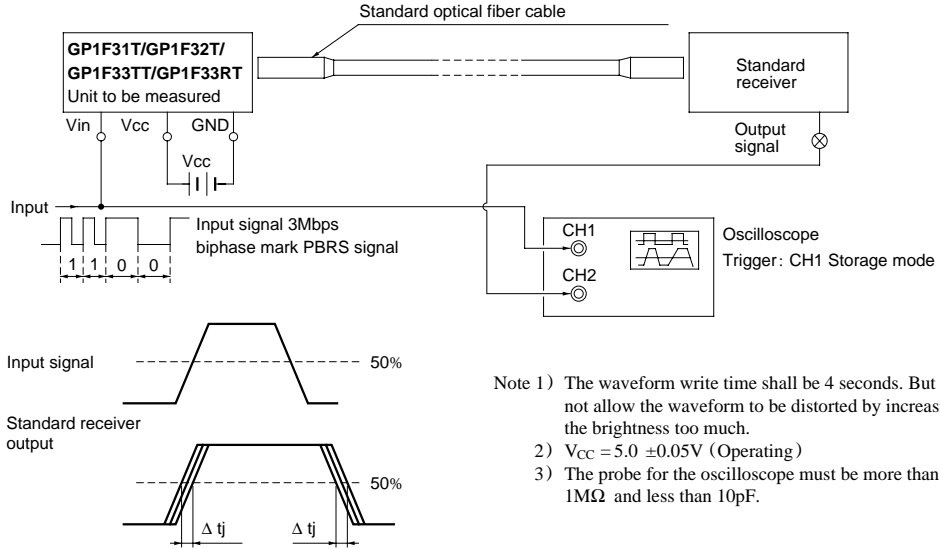 Standard optical fiber cable
GP1F31T/GP1F32T/
GP1F33TT/GP1F33RT
Unit to be measured
Standard
receiver
Vin Vcc GND
Output
signal
Vcc
Input
Input signal 3Mbps
biphase mark PBRS signal
1 1 0 0
CH1
CH2
Oscilloscope
Trigger: CH1 Storage mode
Input signal
50%
Standard receiver
output
50%
Δ tj Δ tj
Note 1) The waveform write time shall be 4 seconds. But
not allow the waveform to be distorted by increas
the brightness too much.
2) VCC = 5.0 ±0.05V (Operating)
3) The probe for the oscilloscope must be more than
1MΩ and less than 10pF.